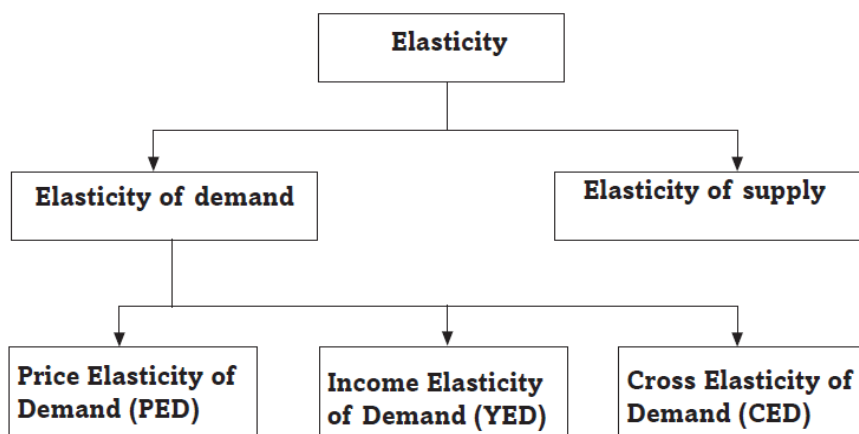 Elasticity
Elasticity of demand
Elasticity of supply
Price Elasticity of
Demand (PED)
Income Elasticity
of Demand (YED)
Cross Elasticity of
Demand (CED)